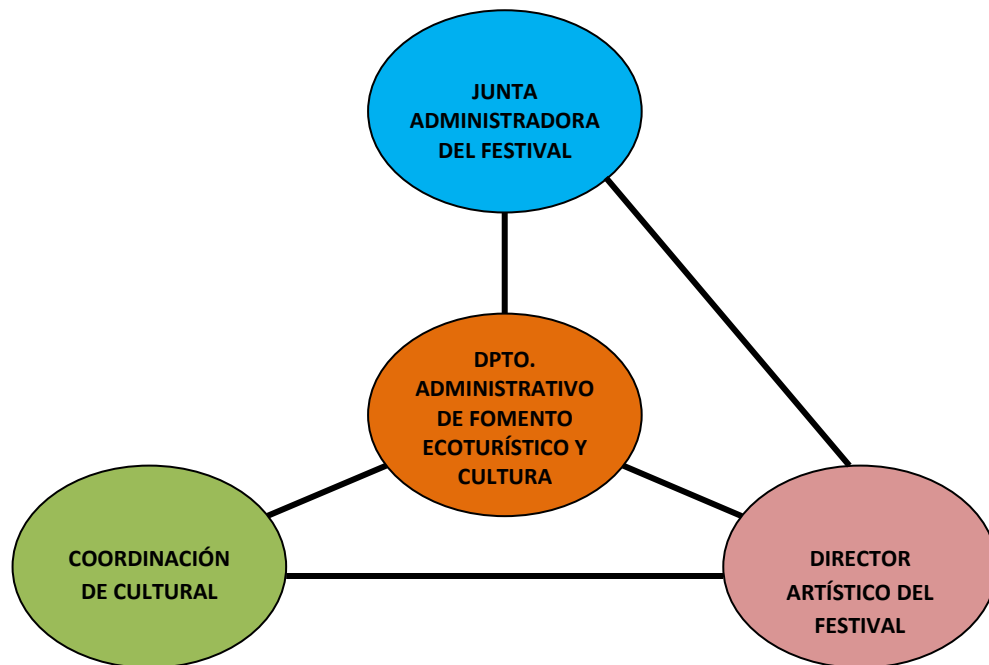 JUNTA
ADMINISTRADORA
DEL FESTIVAL
DPTO.
ADMINISTRATIVO
DE FOMENTO
ECOTURÍSTICO Y
CULTURA
COORDINACIÓN
DE CULTURAL
DIRECTOR
ARTÍSTICO DEL
FESTIVAL